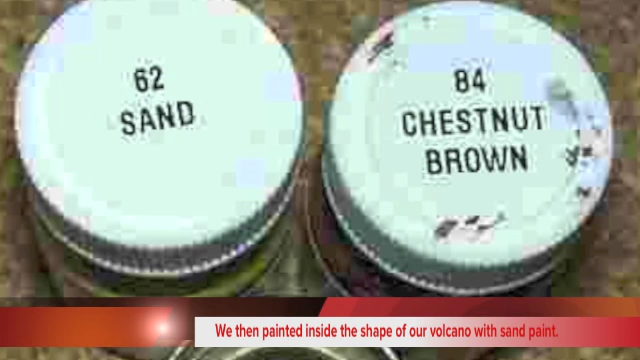 62
SAND
84
CHESTNUT
BROWN
We then painted inside the shape of our volcano with sand paint.